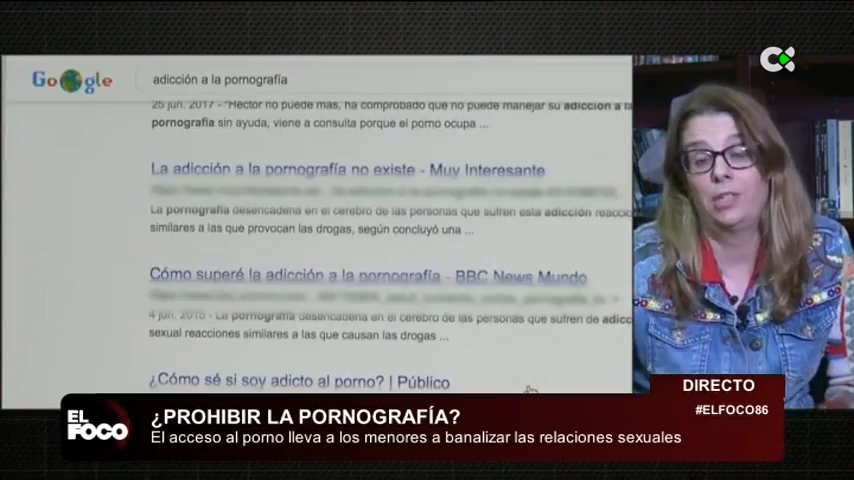 Google
adicción a la pornografía
25 jun. 2017 - "Héctor no puede más, ha comprobado que no puede manejar su adicción a la
pornografía sin ayuda, viene a consulta porque el porno ocupa ...
La adicción a la pornografía no existe - Muy Interesante
La pornografía desencadena en el cerebro de las personas que sufren esta adicción reacci
similares a las que provocan las drogas, según concluyó una ...
Cómo superé la adicción a la pornografía - BBC News Mundo
4 jun. 2016 - La pornografía desencadena en el cerebro de las personas que sufren de adicc
sexual reacciones similares a las que causan las drogas ...
¿Cómo sé si soy adicto al porno? | Público
DIRECTO
#ELFOCO86
EL
FOCO
¿PROHIBIR LA PORNOGRAFÍA?
El acceso al porno lleva a los menores a banalizar las relaciones sexuales